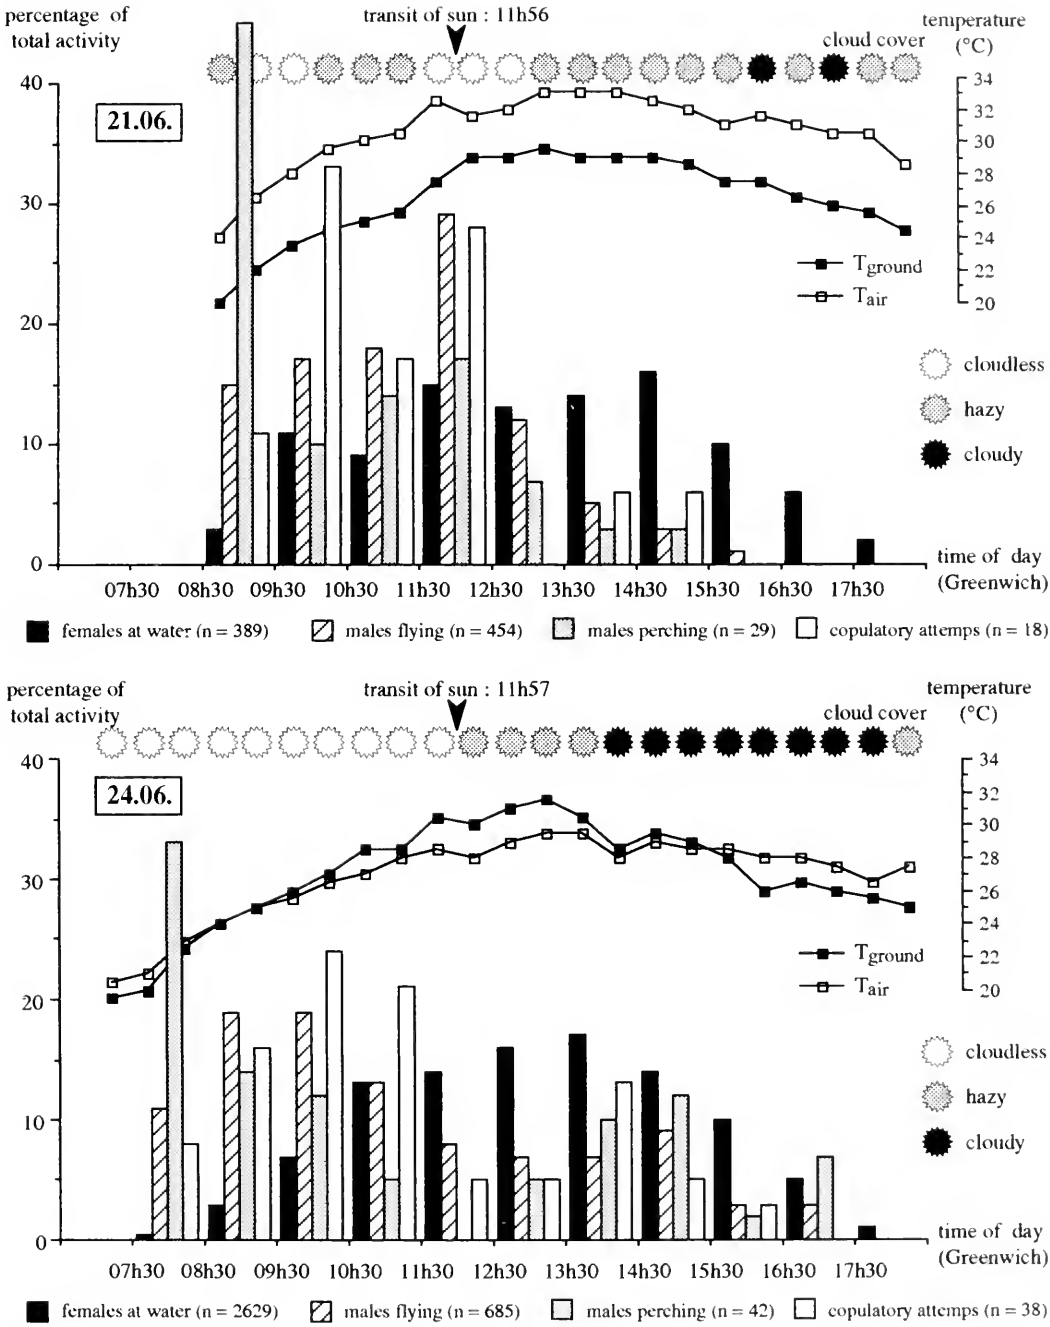 percentage of
total activity
transit of sun : 11h56
temperature
(°C)
cloud cover
40
34
21.06.
32
30
30
28
26
24
22
20
Tground
Tair
20
cloudless
hazy
10
cloudy
0
time of day
(Greenwich)
07h30 08h30 09h30 10h30 11h30 12h30 13h30 14h30 15h30 16h30 17h30
females at water (n = 389) males flying (n = 454) males perching (n = 29) copulatory attemps (n = 18)
percentage of
total activity
transit of sun : 11h57
temperature
(°C)
cloud cover
40
34
24.06.
32
30
28
30
26
24
22
20
Tground
Tair
20
cloudless
hazy
10
cloudy
0
time of day
(Greenwich)
07h30 08h30 09h30 10h30 11h30 12h30 13h30 14h30 15h30 16h30 17h30
females at water (n = 2629) males flying (n = 685) males perching (n = 42) copulatory attemps (n = 38)